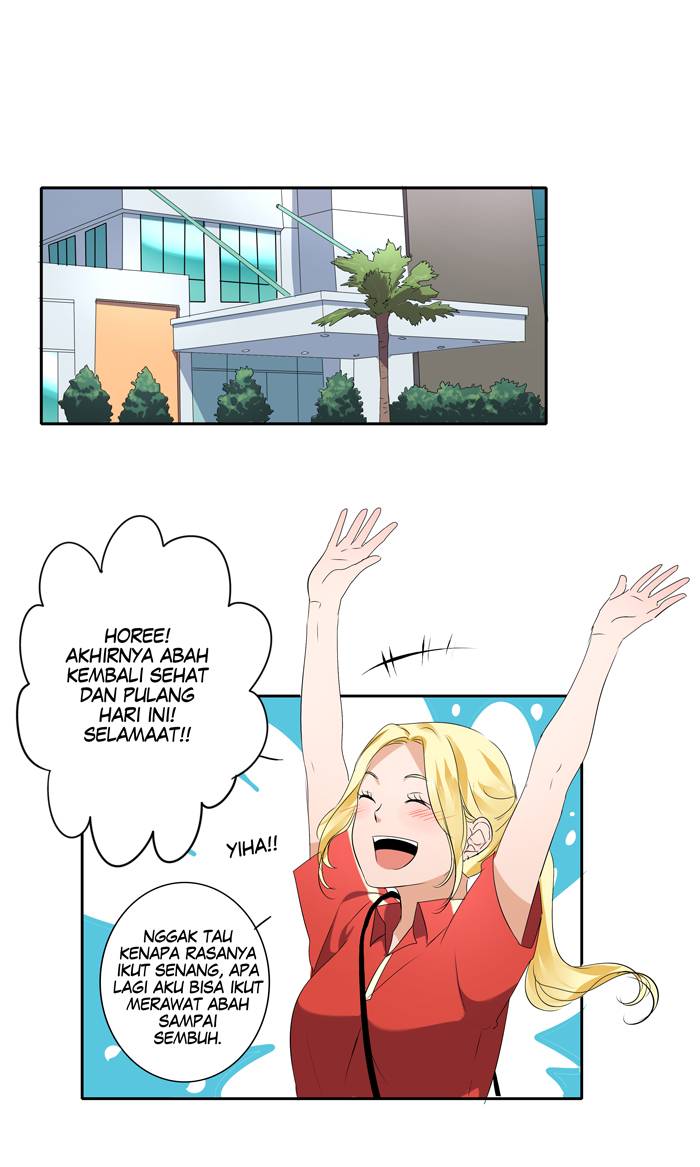 HOREE!
AKHIRNYA ABAH
KEMBALI SEHAT
DAN PULANG
HARI INI!
SELAMAAT!!
YIHA!!
NGGAK TAU
KENAPA RASANYA
IKUT SENANG, APA
LAGI AKU BISA IKUT
MERAWAT ABAH
SAMPAI
SEMBUH.